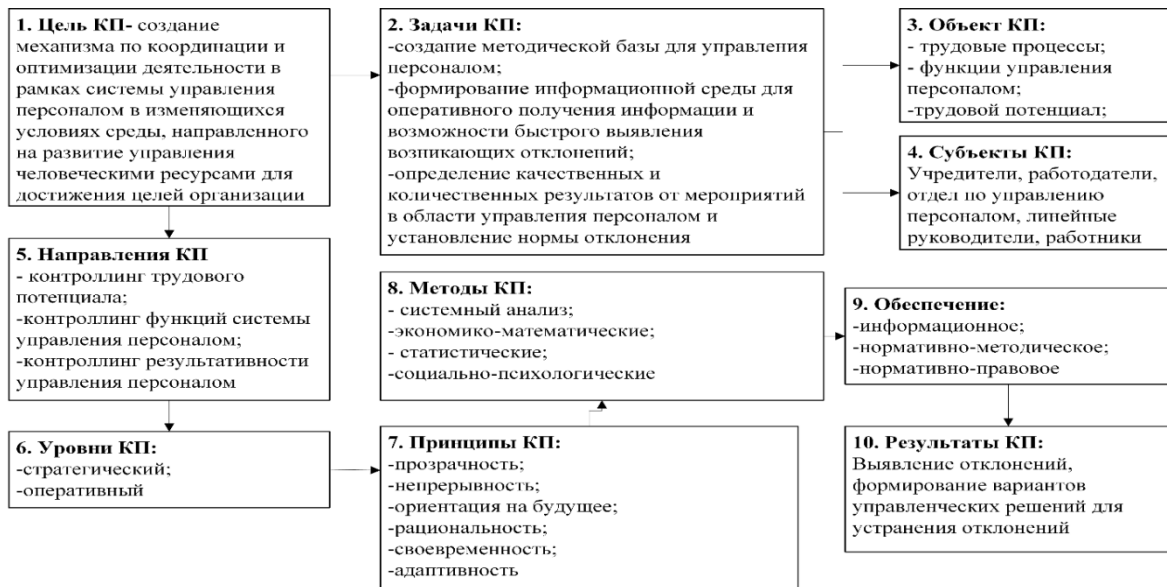 1. Цель КП- создание
механизма по координации и
оптимизации деятельности в
рамках системы управления
персоналом в изменяющихся
условиях среды, направленного
на развитие управления
человеческими ресурсами для
достижения целей организации
2. Задачи КП:
-создание методической базы для управления
персоналом;
-формирование информационной среды для
оперативного получения информации и
возможности быстрого выявления
возникающих отклонений;
-определение качественных и
количественных результатов от мероприятий
в области управления персоналом и
установление нормы отклонения
3. Объект КП:
- трудовые процессы;
- функции управления
персоналом;
-трудовой потенциал;
4. Субъекты КП:
Учредители, работодатели,
отдел по управлению
персоналом, линейные
руководители, работники
5. Направления КП
- контроллинг трудового
потенциала;
-контроллинг функций системы
управления персоналом;
-контроллинг результативности
управления персоналом
6. Уровни КП:
-стратегический;
-оперативный
7. Принципы КП:
-прозрачность;
-непрерывность;
-ориентация на будущее;
-рациональность;
-своевременность;
-адаптивность
8. Методы КП:
- системный анализ;
-экономико-математические;
- статистические;
-социально-психологические
9. Обеспечение:
-информационное;
-нормативно-методическое;
-нормативно-правовое
10. Результаты КП:
Выявление отклонений,
формирование вариантов
управленческих решений для
устранения отклонений